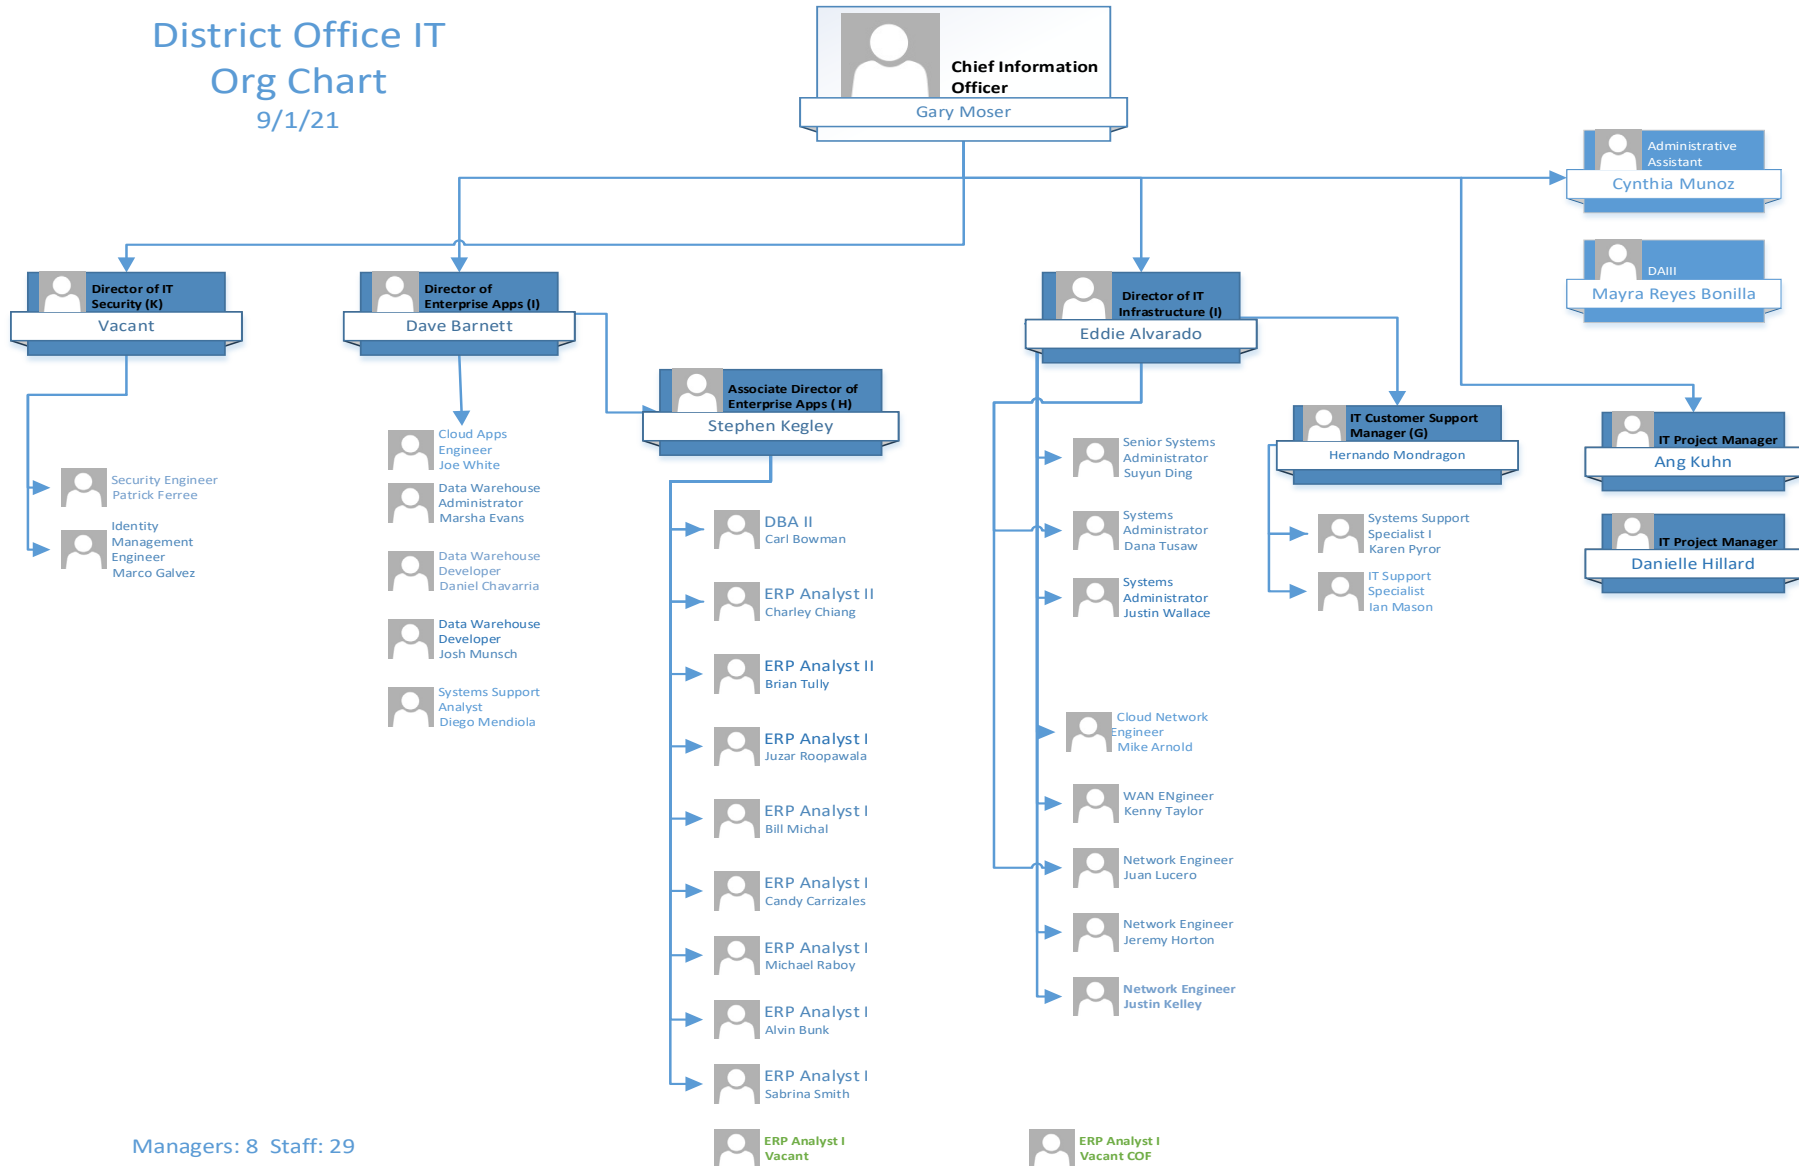 District Office IT
Org Chart
9/1/21
Chief Information
Officer
Gary Moser
Administrative
Assistant
Cynthia Munoz
DAIII
Mayra Reyes Bonilla
Director of IT
Security (K)
Vacant
Security Engineer
Patrick Ferree
Identity
Management
Engineer
Marco Galvez
Director of
Enterprise Apps (I)
Dave Barnett
Cloud Apps
Engineer
Joe White
Data Warehouse
Administrator
Marsha Evans
Data Warehouse
Developer
Daniel Chavarria
Data Warehouse
Developer
Josh Munsch
Systems Support
Analyst
Diego Mendiola
Associate Director of
Enterprise Apps ( H)
Stephen Kegley
DBA II
Carl Bowman
ERP Analyst II
Charley Chiang
ERP Analyst II
Brian Tully
ERP Analyst I
Juzar Roopawala
ERP Analyst I
Bill Michal
ERP Analyst I
Candy Carrizales
ERP Analyst I
Michael Raboy
ERP Analyst I
Alvin Bunk
ERP Analyst I
Sabrina Smith
ERP Analyst I
Vacant
Director of IT
Infrastructure (I)
Eddie Alvarado
Senior Systems
Administrator
Suyun Ding
Systems
Administrator
Dana Tusaw
Systems
Administrator
Justin Wallace
Cloud Network
Engineer
Mike Arnold
WAN ENgineer
Kenny Taylor
Network Engineer
Juan Lucero
Network Engineer
Jeremy Horton
Network Engineer
Justin Kelley
ERP Analyst I
Vacant COF
IT Customer Support
Manager (G)
Hernando Mondragon
Systems Support
Specialist I
Karen Pyror
IT Support
Specialist
Ian Mason
IT Project Manager
Ang Kuhn
IT Project Manager
Danielle Hillard
Managers: 8  Staff: 29